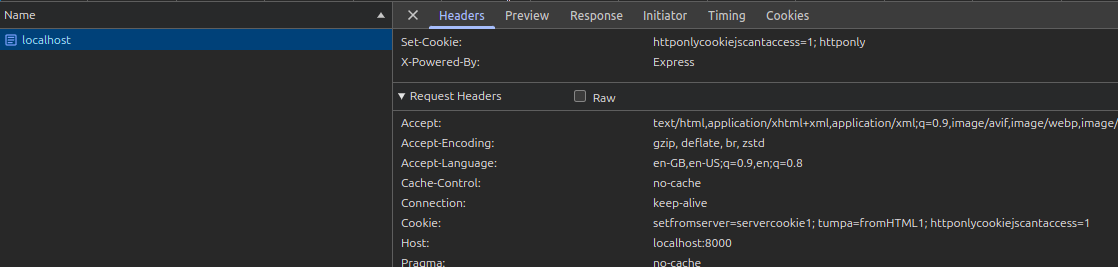 Name
Headers Preview Response Initiator Timing Cookies
localhost
Set-Cookie: httponlycookiejscantaccess=1; httponly
X-Powered-By: Express
Request Headers Raw
Accept: text/html,application/xhtml+xml,application/xml;q=0.9,image/avif,image/webp,image/
Accept-Encoding: gzip, deflate, br, zstd
Accept-Language: en-GB,en-US;q=0.9,en;q=0.8
Cache-Control: no-cache
Connection: keep-alive
Cookie: setfromserver=servercookie1; tumpa=fromHTML1; httponlycookiejscantaccess=1
Host: localhost:8000
Pragma: no-cache